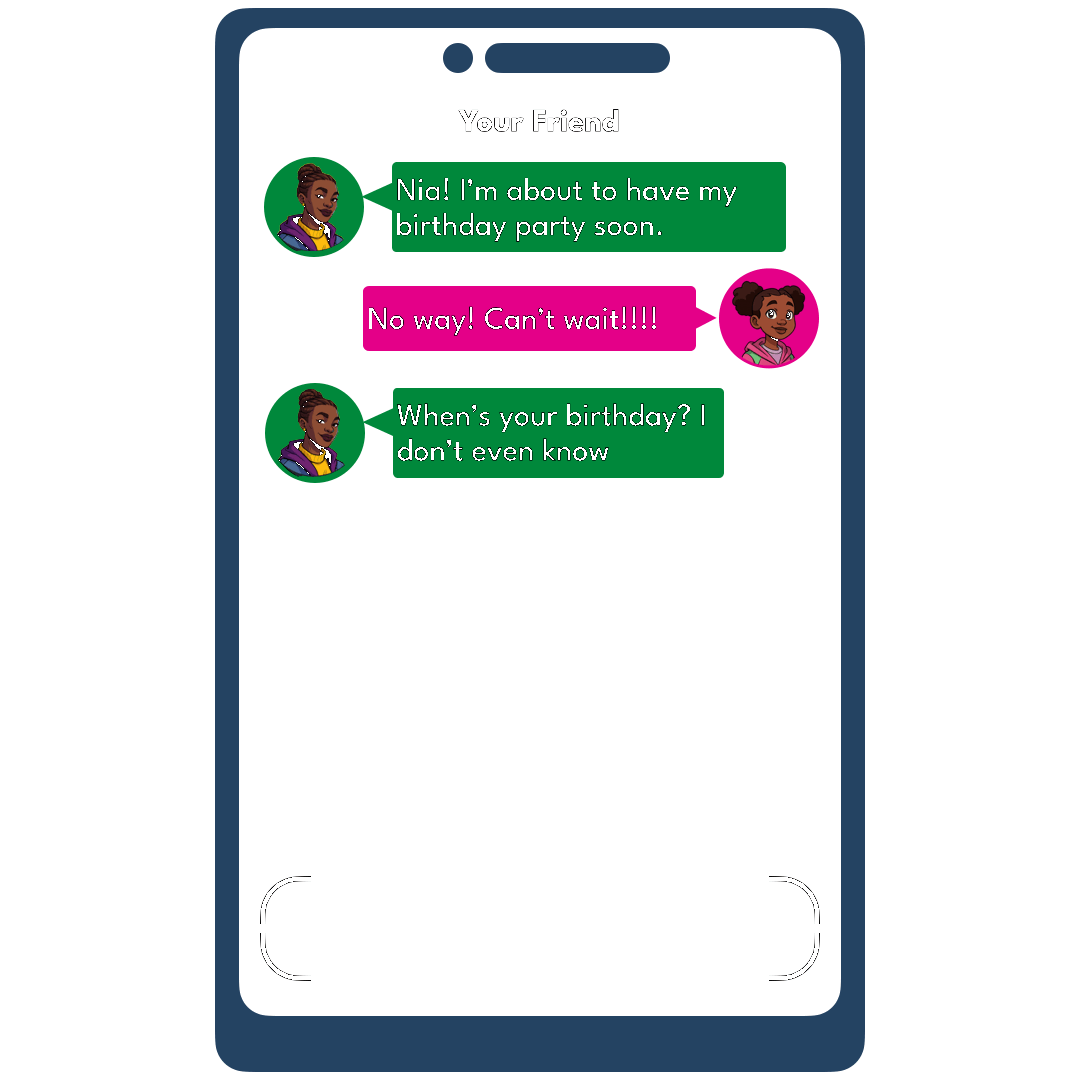 Your Friend
Nia! I'm about to have my
birthday party soon.
No way! Can't wait!!!!
When's your birthday? I
don't even know